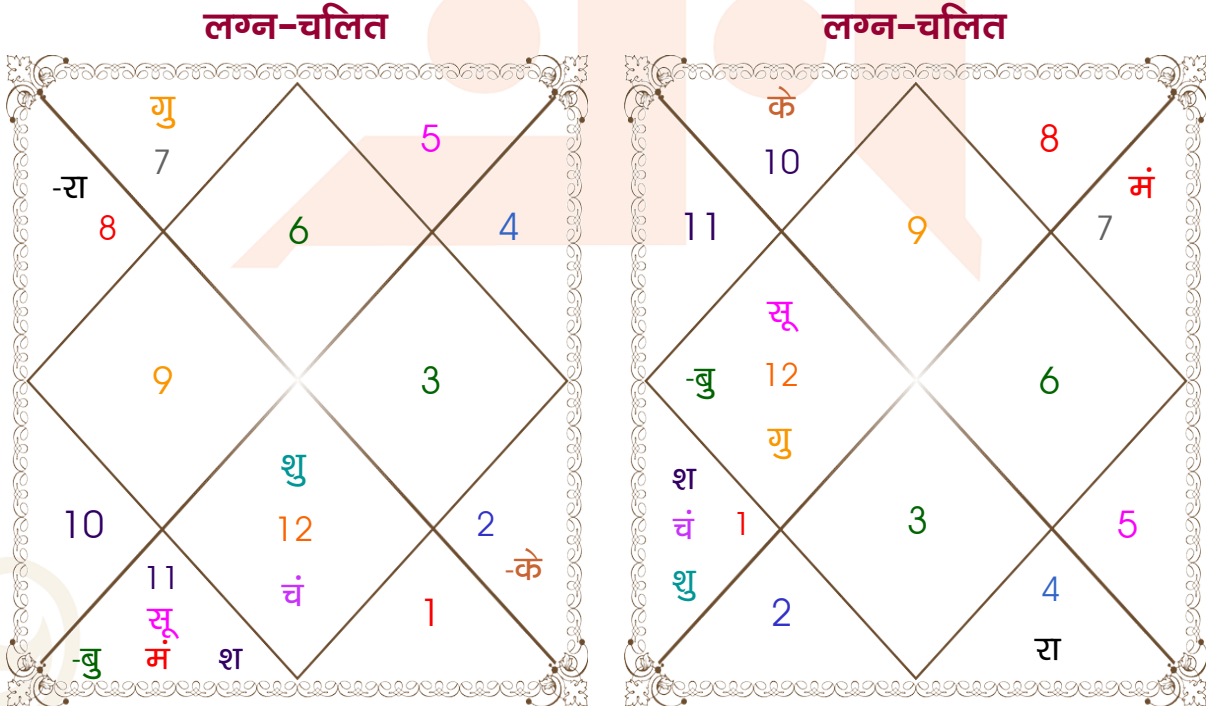 लग्न-चलित
गु
5
7
-रा
8
6
4
9
3
शु
10
12
2
-के
11
चं
1
सू
-बु मं श
लग्न-चलित
के
8
10
मं
11
9
7
सू
-बु
12
6
गु
श
चं
1
3
5
शु
2
4
रा